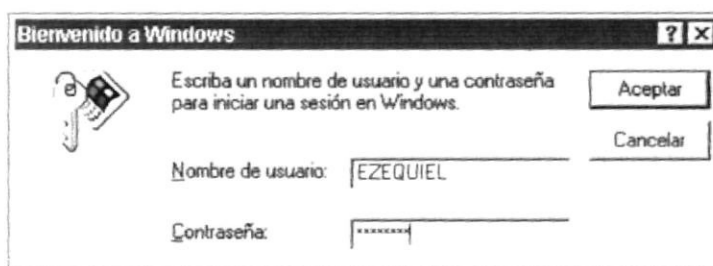 Bienvenido a Windows
Escriba un nombre de usuario y una contraseña
para iniciar una sesión en Windows.
Aceptar
Cancelar
Nombre de usuario: EZEQUIEL
Contraseña: ********